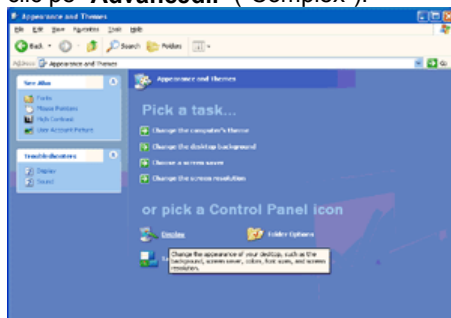 clic pe "Advanced..." ("Complex").
Appearance and Themes
File Edit View Favorites Tools Help
Back Search Folders
Address Appearance and Themes Go
See Also
Fonts
Mouse Pointers
High Contrast
User Account Picture
Troubleshooters
Display
Sound
Appearance and Themes
Pick a task...
Change the computer's theme
Change the desktop background
Choose a screen saver
Change the screen resolution
or pick a Control Panel icon
Display Folder Options
Change the appearance of your desktop, such as the
background, screen saver, colors, font sizes, and screen
resolution.